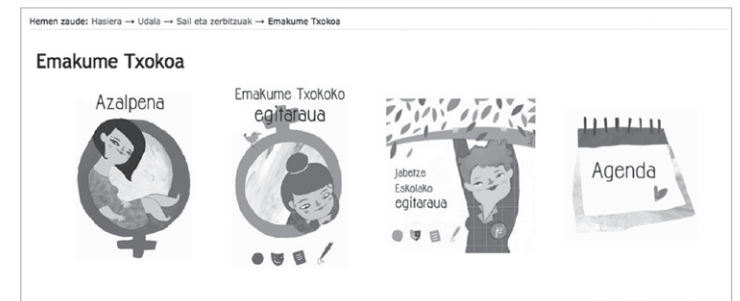 Hemen zaude: Hasiera → Udala → Sail eta zerbitzuak → Emakume Txokoa
Emakume Txokoa
Azalpena
Emakume Txokoko
egitaraua
Jabetze
Eskolako
egitaraua
Agenda